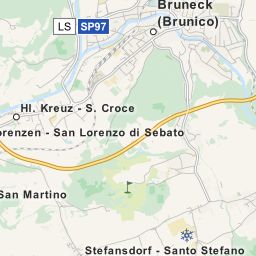 Bruneck
(Brunico)
LS SP97
Hl. Kreuz - S. Croce
orenzen - San Lorenzo di Sebato
San Martino
Stefansdorf - Santo Stefano